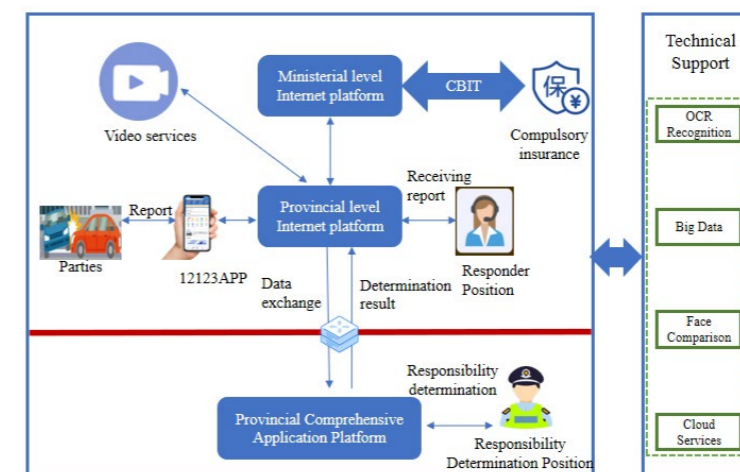 Technical
Support
Ministerial level
Internet platform
CBIT
保
¥
Video services
Compulsory
insurance
OCR
Recognition
Provincial level
Internet platform
Receiving
report
Report
Big Data
Parties
12123APP
Data
exchange
Determination
result
Responder
Position
Face
Comparison
Responsibility
determination
Provincial Comprehensive
Application Platform
Responsibility
Determination Position
Cloud
Services